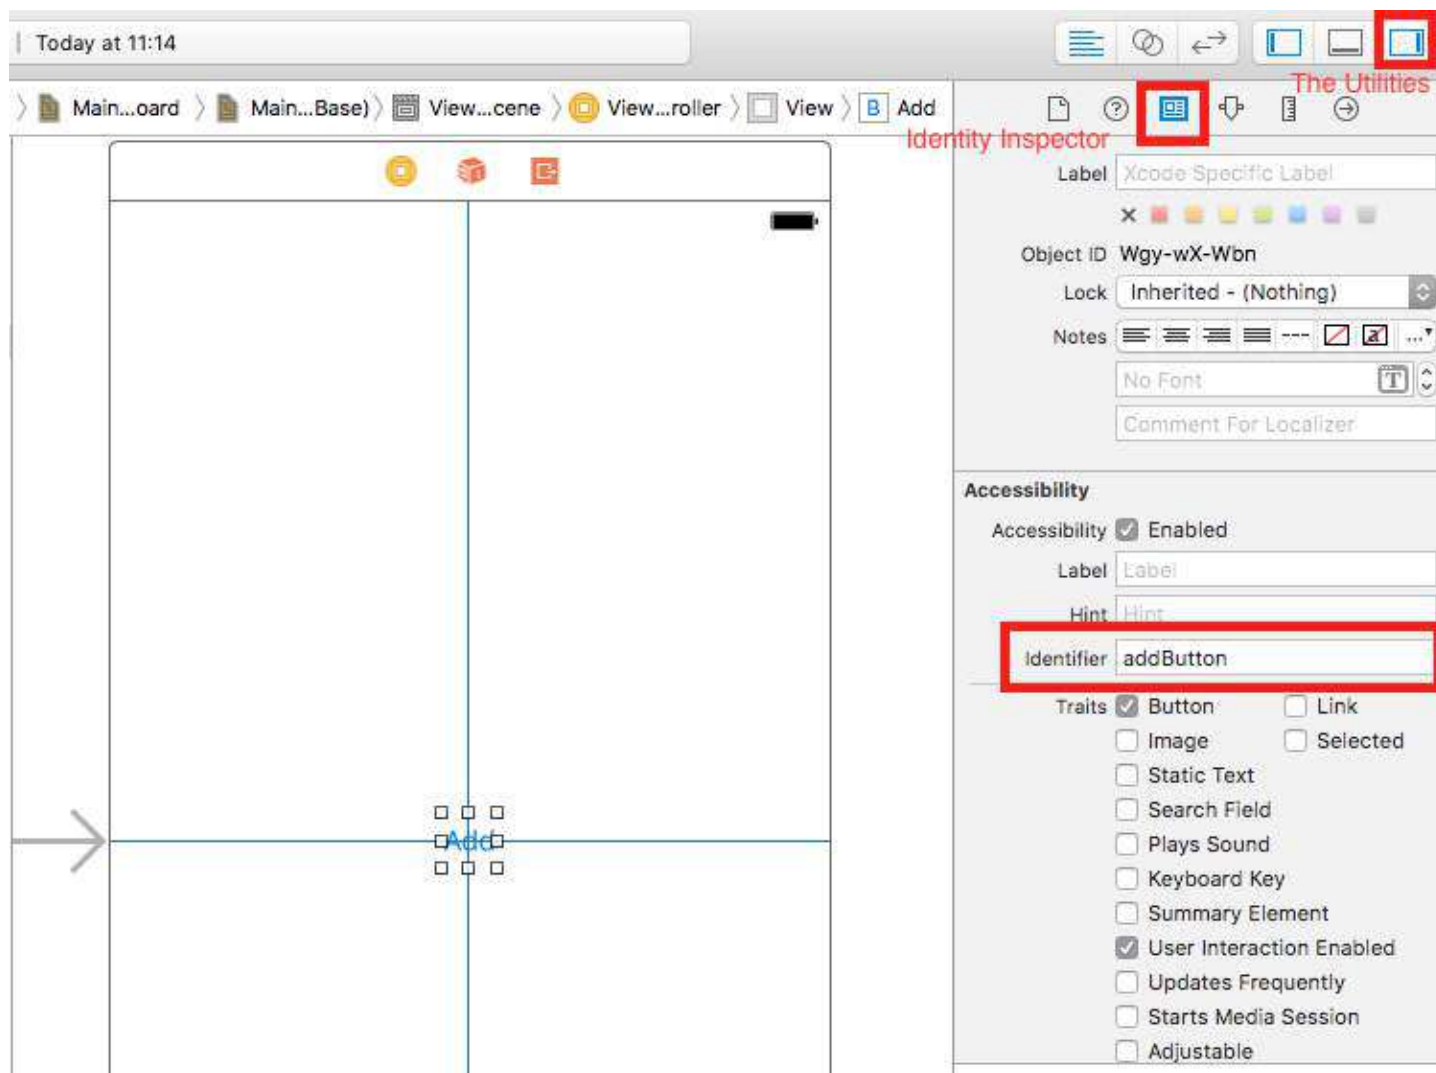 Today at 11:14
The Utilities
Main...oard
Main...Base)
View...cene
View...roller
View
B
Add
Identity Inspector
Label Xcode Specific Label
Object ID Wgy-wX-Wbn
Lock Inherited - (Nothing)
Notes a ...
No Font T
Comment For Localizer
Accessibility
Accessibility Enabled
Label Label
Hint Hint
Identifier addButton
Traits Button Link
Image Selected
Static Text
Search Field
Plays Sound
Add
Keyboard Key
Summary Element
User Interaction Enabled
Updates Frequently
Starts Media Session
Adjustable